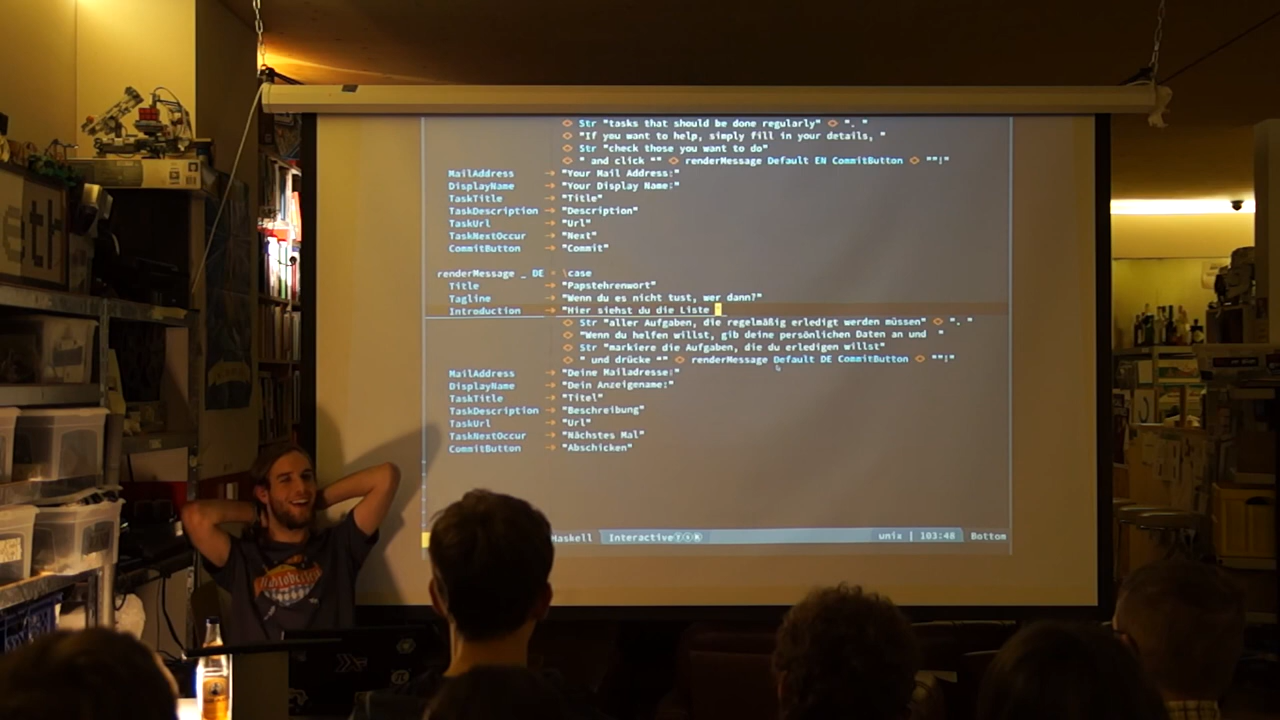 ◇ Str "tasks that should be done regularly" ◇ ". "
◇ "If you want to help, simply fill in your details, "
◇ Str "check those you want to do"
◇ " and click “" ◇ renderMessage Default EN CommitButton ◇ "”!"
MailAddress → "Your Mail Address:"
DisplayName → "Your Display Name:"
TaskTitle → "Title"
TaskDescription → "Description"
TaskUrl → "Url"
TaskNextOccur → "Next"
CommitButton → "Commit"
renderMessage _ DE = \case
Title → "Papstehrenwort"
Tagline → "Wenn du es nicht tust, wer dann?"
Introduction → "Hier siehst du die Liste
◇ Str "aller Aufgaben, die regelmäßig erledigt werden müssen" ◇ ". "
◇ "Wenn du helfen willst, gib deine persönlichen Daten an und "
◇ Str "markiere die Aufgaben, die du erledigen willst"
◇ " und drücke “" ◇ renderMessage Default DE CommitButton ◇ "”!"
MailAddress → "Deine Mailadresse:"
DisplayName → "Dein Anzeigename:"
TaskTitle → "Titel"
TaskDescription → "Beschreibung"
TaskUrl → "Url"
TaskNextOccur → "Nächstes Mal"
CommitButton → "Abschicken"
Haskell Interactive unix | 103:48 Bottom
eth